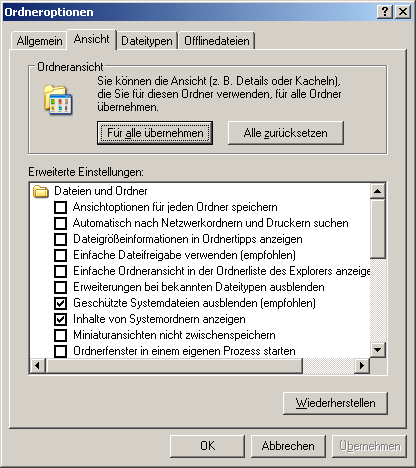 Ordneroptionen
Allgemein Ansicht Dateitypen Offlinedateien
Ordneransicht
Sie können die Ansicht (z. B. Details oder Kacheln),
die Sie für diesen Ordner verwenden, für alle Ordner
übernehmen.
Für alle übernehmen Alle zurücksetzen
Erweiterte Einstellungen:
Dateien und Ordner
Ansichtoptionen für jeden Ordner speichern
Automatisch nach Netzwerkordnern und Druckern suchen
Dateigrößeinformationen in Ordnertipps anzeigen
Einfache Dateifreigabe verwenden (empfohlen)
Einfache Ordneransicht in der Ordnerliste des Explorers anzeige
Erweiterungen bei bekannten Dateitypen ausblenden
Geschützte Systemdateien ausblenden (empfohlen)
Inhalte von Systemordnern anzeigen
Miniaturansichten nicht zwischenspeichern
Ordnerfenster in einem eigenen Prozess starten
Wiederherstellen
OK Abbrechen Übernehmen